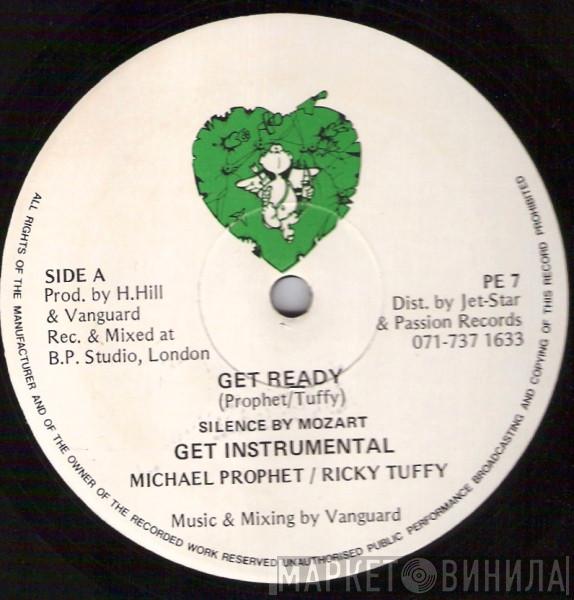 SIDE A
Prod. by H.Hill
& Vanguard
Rec. & Mixed at
B.P. Studio, London
PE 7
Dist. by Jet-Star
& Passion Records
071-737 1633
GET READY
(Prophet/Tuffy)
SILENCE BY MOZART
GET INSTRUMENTAL
MICHAEL PROPHET / RICKY TUFFY
Music & Mixing by Vanguard
ALL RIGHTS OF THE MANUFACTURER AND OF THE OWNER OF THE RECORDED WORK RESERVED UNAUTHORISED PUBLIC PERFORMANCE BROADCASTING AND COPYING OF THIS RECORD PROHIBITED
МАРКЕТ ВИНИЛА